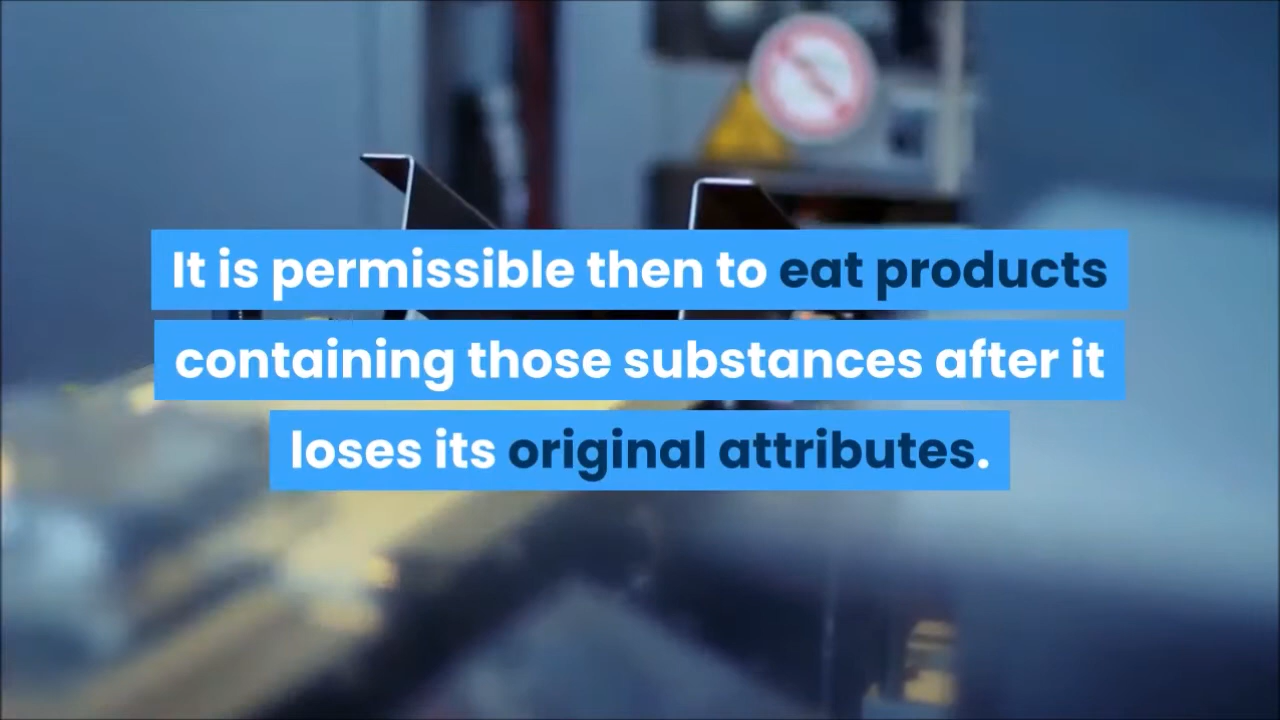 It is permissible then to eat products
containing those substances after it
loses its original attributes.